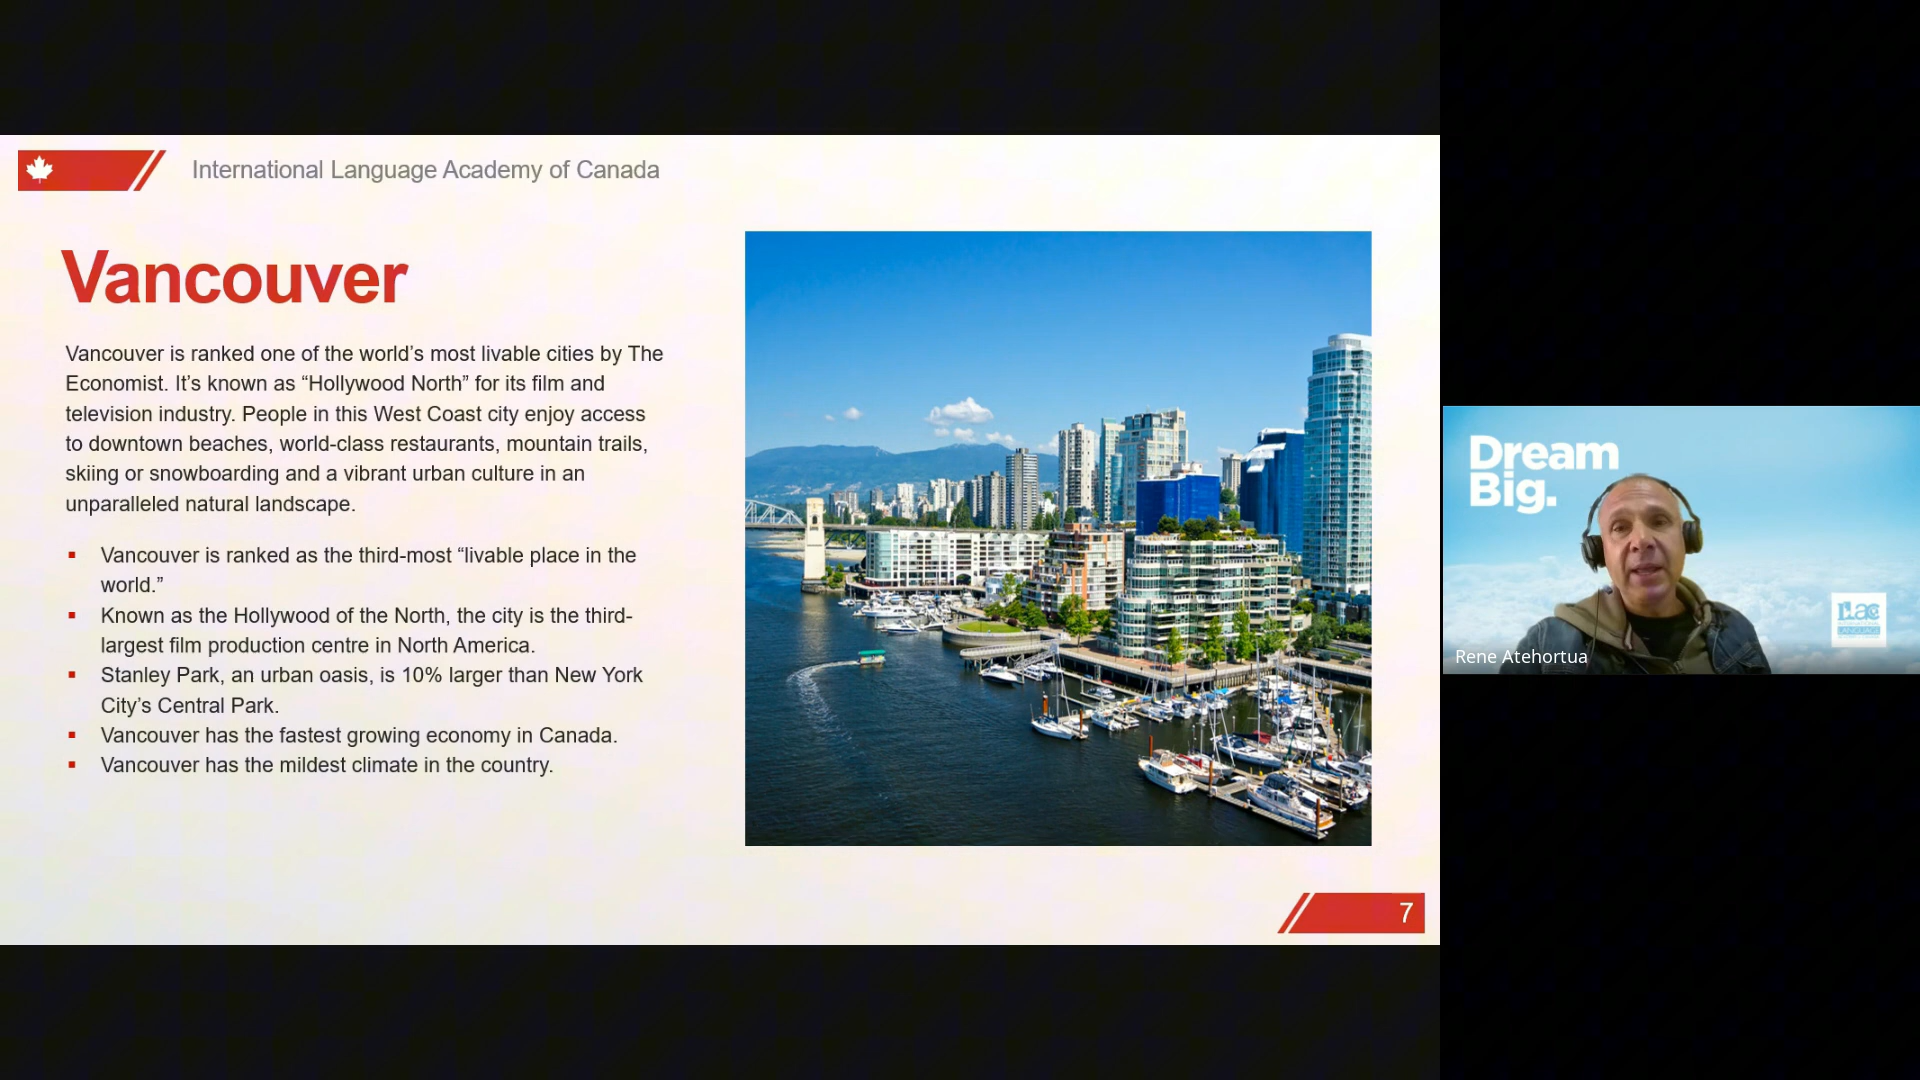 International Language Academy of Canada
Vancouver
Vancouver is ranked one of the world’s most livable cities by The
Economist. It’s known as “Hollywood North” for its film and
television industry. People in this West Coast city enjoy access
to downtown beaches, world-class restaurants, mountain trails,
skiing or snowboarding and a vibrant urban culture in an
unparalleled natural landscape.
▪ Vancouver is ranked as the third-most “livable place in the
world.”
▪ Known as the Hollywood of the North, the city is the third-
largest film production centre in North America.
▪ Stanley Park, an urban oasis, is 10% larger than New York
City’s Central Park.
▪ Vancouver has the fastest growing economy in Canada.
▪ Vancouver has the mildest climate in the country.
7
Dream
Big.
ilac
Rene Atehortua